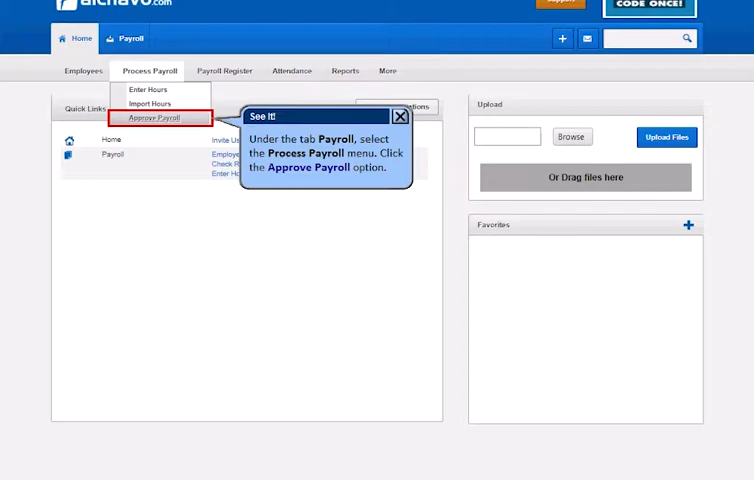 CODE ONCE!
Home
Payroll
Employees
Process Payroll
Payroll Register
Attendance
Reports
More
Enter Hours
Import Hours
Approve Payroll
Quick Links
See It!
Under the tab Payroll, select
the Process Payroll menu. Click
the Approve Payroll option.
Home
Payroll
Upload
Browse
Upload Files
Or Drag files here
Favorites